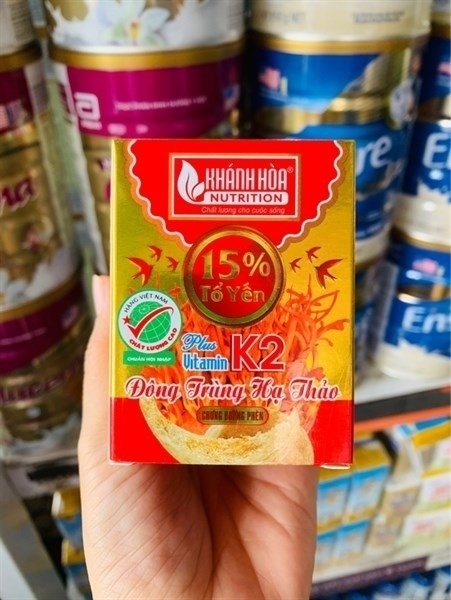 KHÁNH HÒA®
NUTRITION
Chất lượng cho cuộc sống
15%
Tổ Yến
HÀNG VIỆT NAM
CHẤT LƯỢNG CAO
CHUẨN HỘI NHẬP
Plus
Vitamin K2
Đông Trùng Hạ Thảo
CHƯNG ĐƯỜNG PHÈN